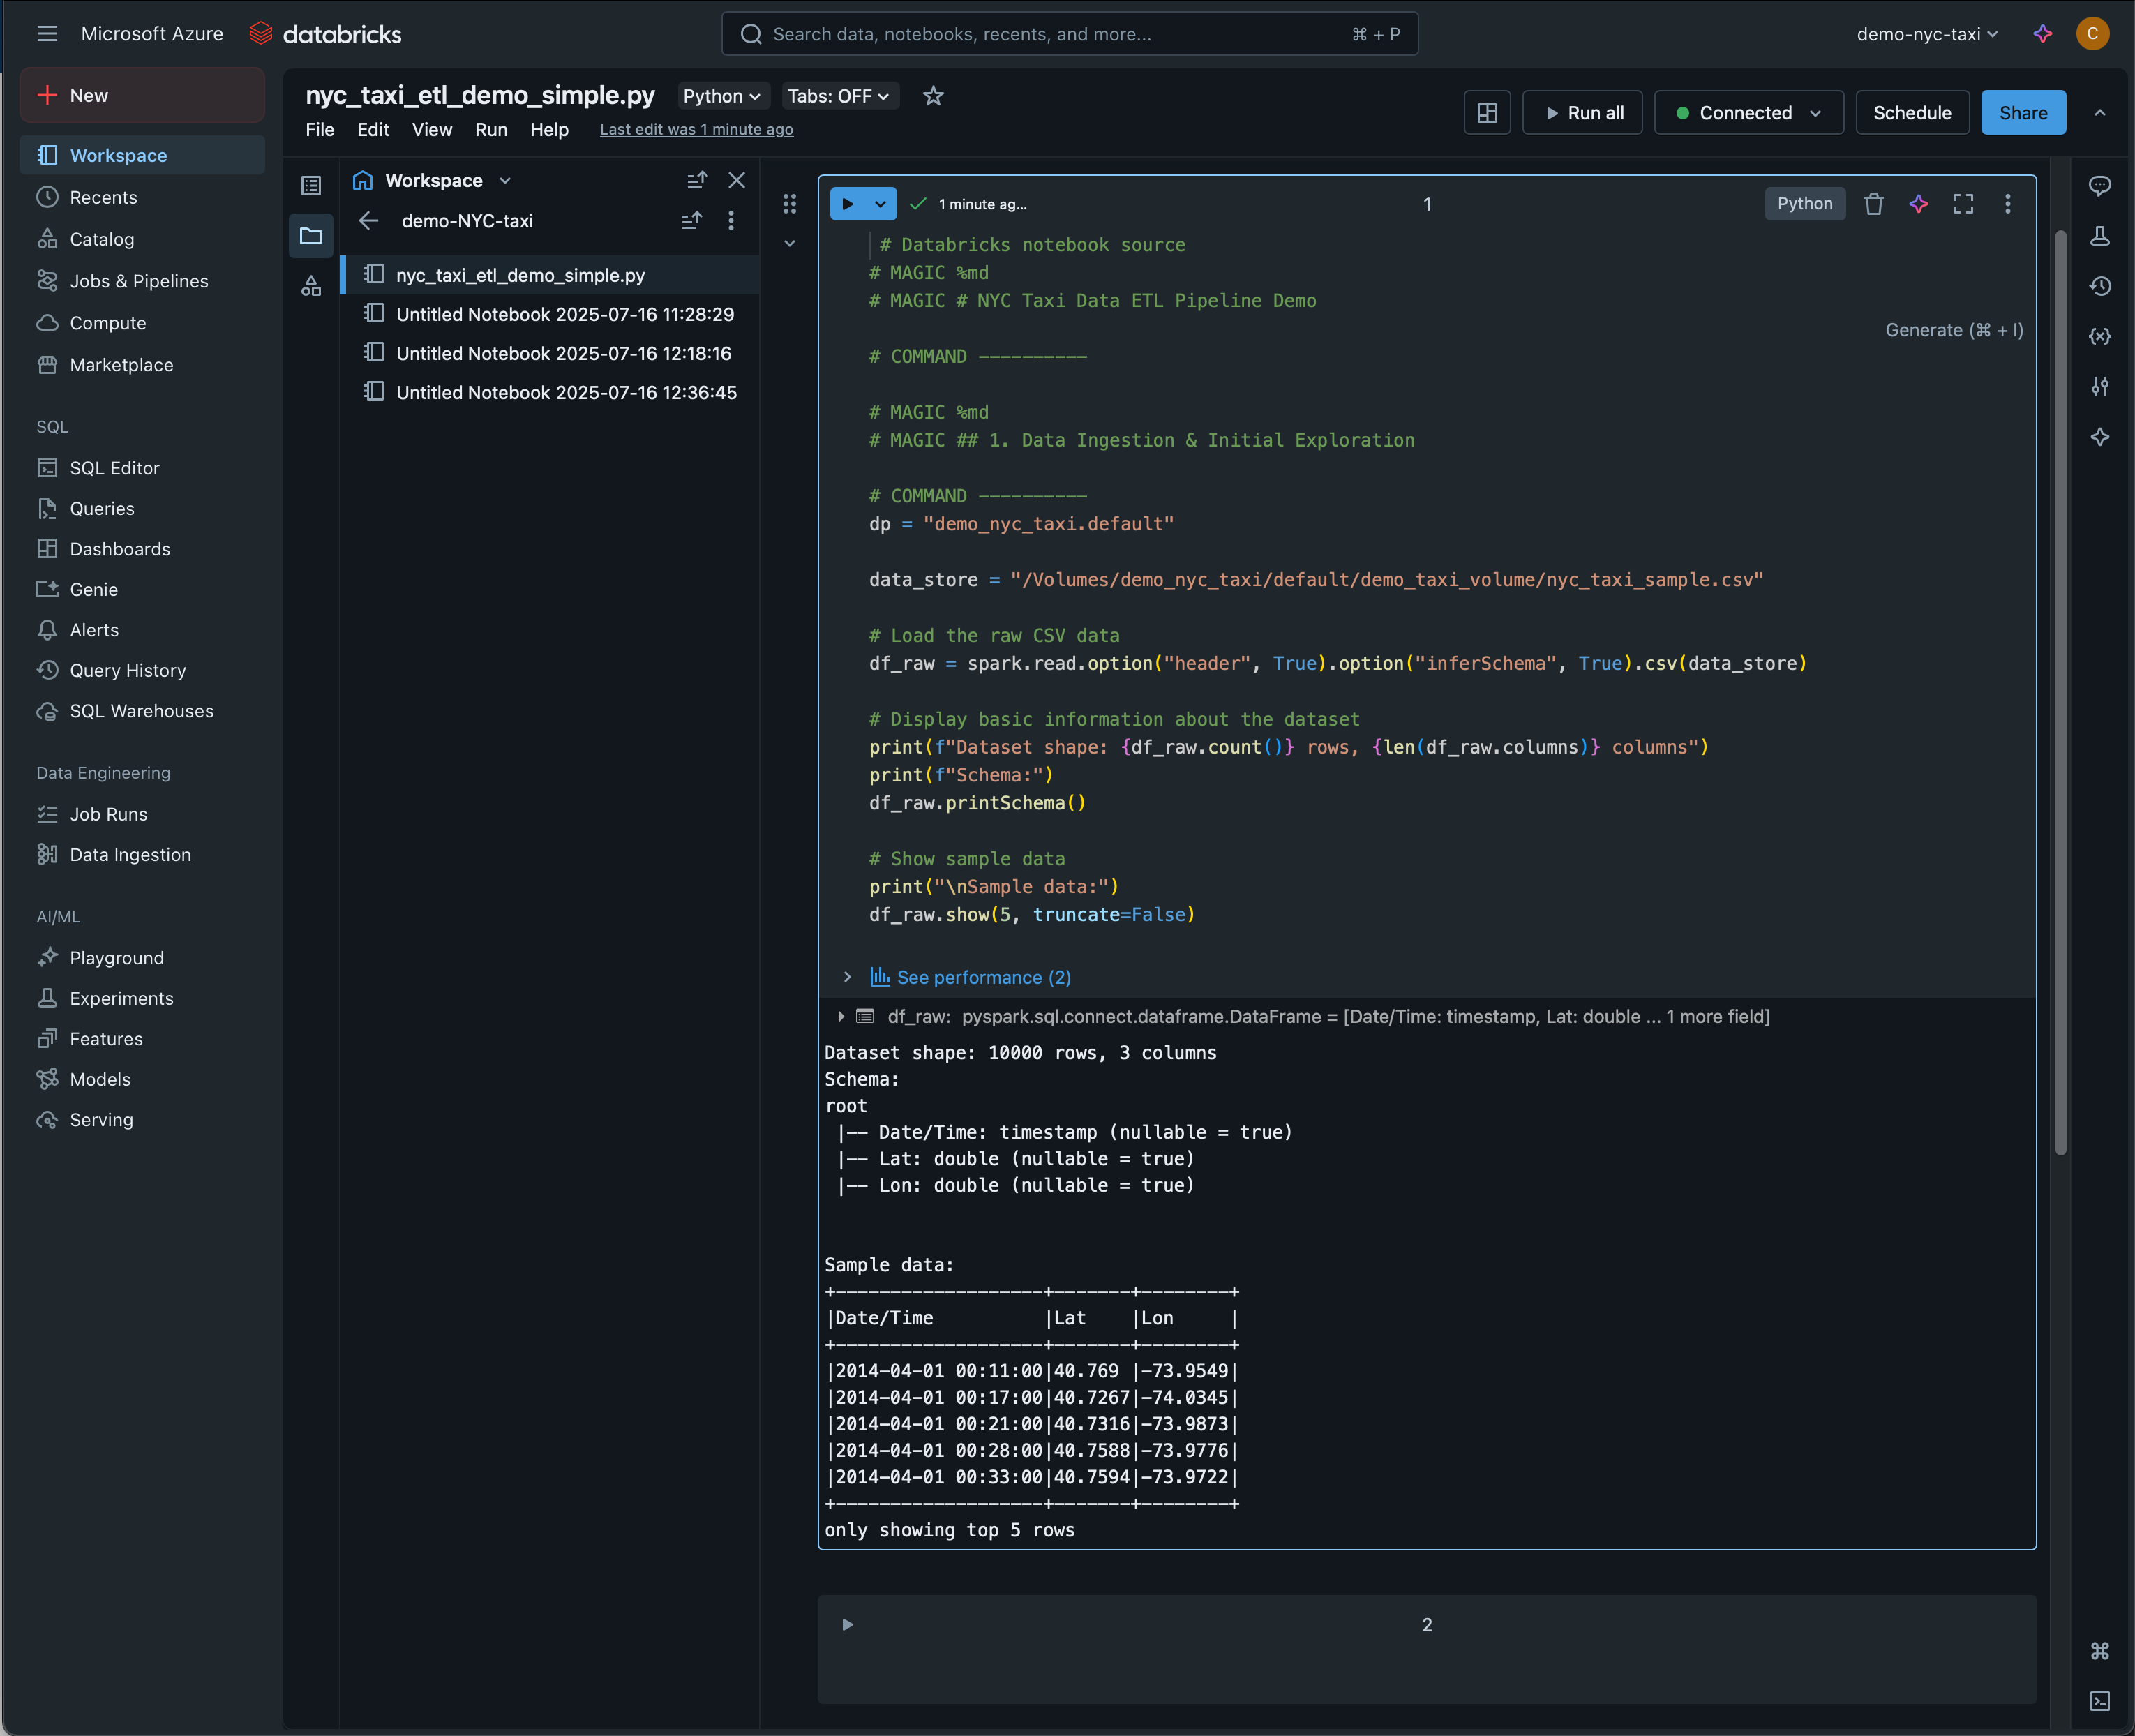 Microsoft Azure databricks
Search data, notebooks, recents, and more... ⌘ + P
demo-nyc-taxi
C
New
Workspace
Recents
Catalog
Jobs & Pipelines
Compute
Marketplace
SQL
SQL Editor
Queries
Dashboards
Genie
Alerts
Query History
SQL Warehouses
Data Engineering
Job Runs
Data Ingestion
AI/ML
Playground
Experiments
Features
Models
Serving
nyc_taxi_etl_demo_simple.py Python Tabs: OFF
File Edit View Run Help Last edit was 1 minute ago
Run all Connected Schedule Share
Workspace
demo-NYC-taxi
nyc_taxi_etl_demo_simple.py
Untitled Notebook 2025-07-16 11:28:29
Untitled Notebook 2025-07-16 12:18:16
Untitled Notebook 2025-07-16 12:36:45
1 minute ag... 1 Python
# Databricks notebook source
# MAGIC %md
# MAGIC # NYC Taxi Data ETL Pipeline Demo
Generate (⌘ + I)
# COMMAND ----------
# MAGIC %md
# MAGIC ## 1. Data Ingestion & Initial Exploration
# COMMAND ----------
dp = "demo_nyc_taxi.default"
data_store = "/Volumes/demo_nyc_taxi/default/demo_taxi_volume/nyc_taxi_sample.csv"
# Load the raw CSV data
df_raw = spark.read.option("header", True).option("inferSchema", True).csv(data_store)
# Display basic information about the dataset
print(f"Dataset shape: {df_raw.count()} rows, {len(df_raw.columns)} columns")
print(f"Schema:")
df_raw.printSchema()
# Show sample data
print("\nSample data:")
df_raw.show(5, truncate=False)
See performance (2)
df_raw: pyspark.sql.connect.dataframe.DataFrame = [Date/Time: timestamp, Lat: double ... 1 more field]
Dataset shape: 10000 rows, 3 columns
Schema:
root
 |-- Date/Time: timestamp (nullable = true)
 |-- Lat: double (nullable = true)
 |-- Lon: double (nullable = true)
Sample data:
+-------------------+-------+--------+
|Date/Time          |Lat    |Lon     |
+-------------------+-------+--------+
|2014-04-01 00:11:00|40.769 |-73.9549|
|2014-04-01 00:17:00|40.7267|-74.0345|
|2014-04-01 00:21:00|40.7316|-73.9873|
|2014-04-01 00:28:00|40.7588|-73.9776|
|2014-04-01 00:33:00|40.7594|-73.9722|
+-------------------+-------+--------+
only showing top 5 rows
2